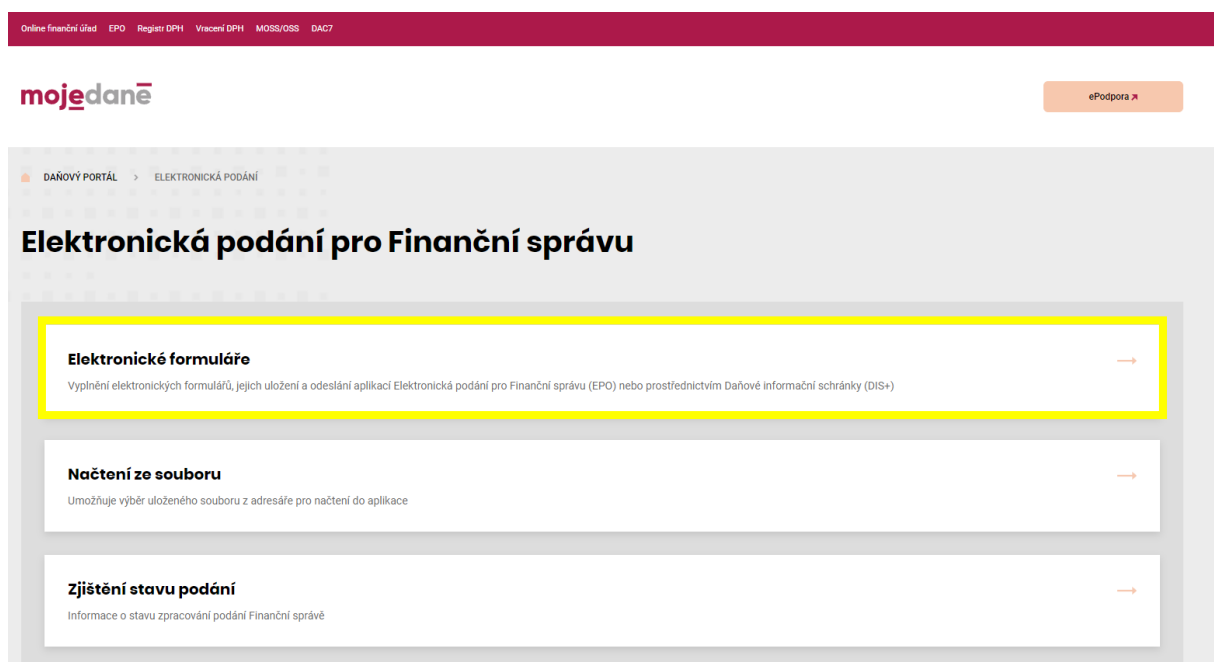 Online finanční úřad EPO Registr DPH Vracení DPH MOSS/OSS DAC7
mojedaně
ePodpora
DAŇOVÝ PORTÁL > ELEKTRONICKÁ PODÁNÍ
Elektronická podání pro Finanční správu
Elektronické formuláře
Vyplnění elektronických formulářů, jejich uložení a odeslání aplikací Elektronická podání pro Finanční správu (EPO) nebo prostřednictvím Daňové informační schránky (DIS+)
Načtení ze souboru
Umožňuje výběr uloženého souboru z adresáře pro načtení do aplikace
Zjištění stavu podání
Informace o stavu zpracování podání Finanční správě